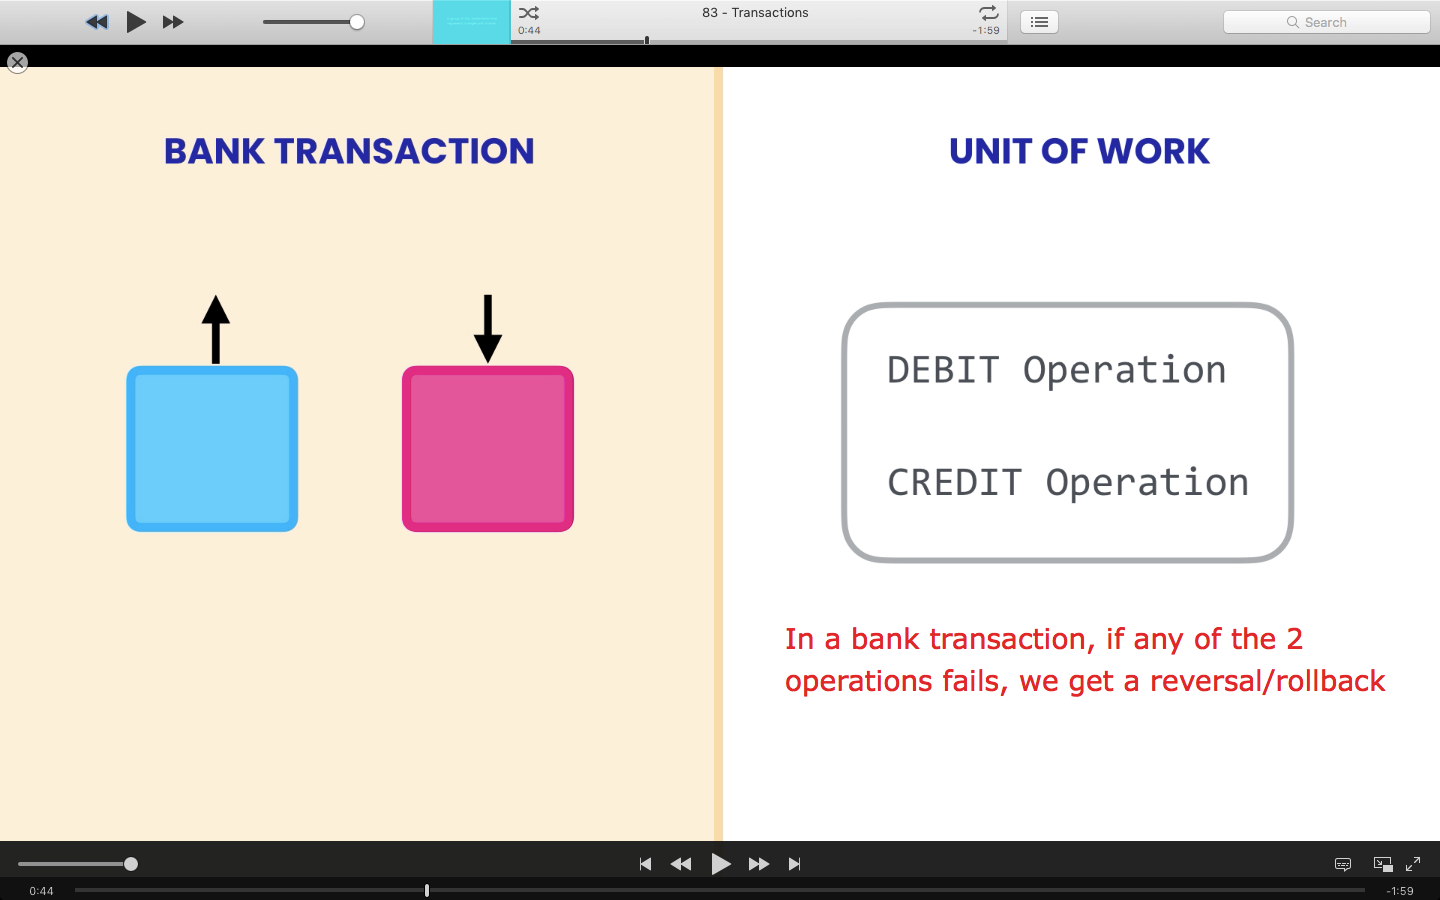 83 - Transactions
0:44
-1:59
Search
BANK TRANSACTION
UNIT OF WORK
DEBIT Operation
CREDIT Operation
In a bank transaction, if any of the 2
operations fails, we get a reversal/rollback
0:44
-1:59